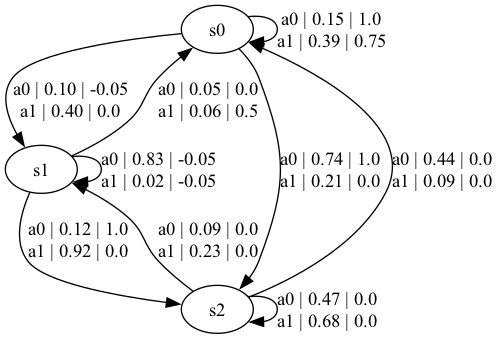 s0
a0 | 0.15 | 1.0
a1 | 0.39 | 0.75
a0 | 0.10 | -0.05
a1 | 0.40 | 0.0
a0 | 0.05 | 0.0
a1 | 0.06 | 0.5
s1
a0 | 0.83 | -0.05
a1 | 0.02 | -0.05
a0 | 0.74 | 1.0
a1 | 0.21 | 0.0
a0 | 0.44 | 0.0
a1 | 0.09 | 0.0
a0 | 0.12 | 1.0
a1 | 0.92 | 0.0
a0 | 0.09 | 0.0
a1 | 0.23 | 0.0
s2
a0 | 0.47 | 0.0
a1 | 0.68 | 0.0